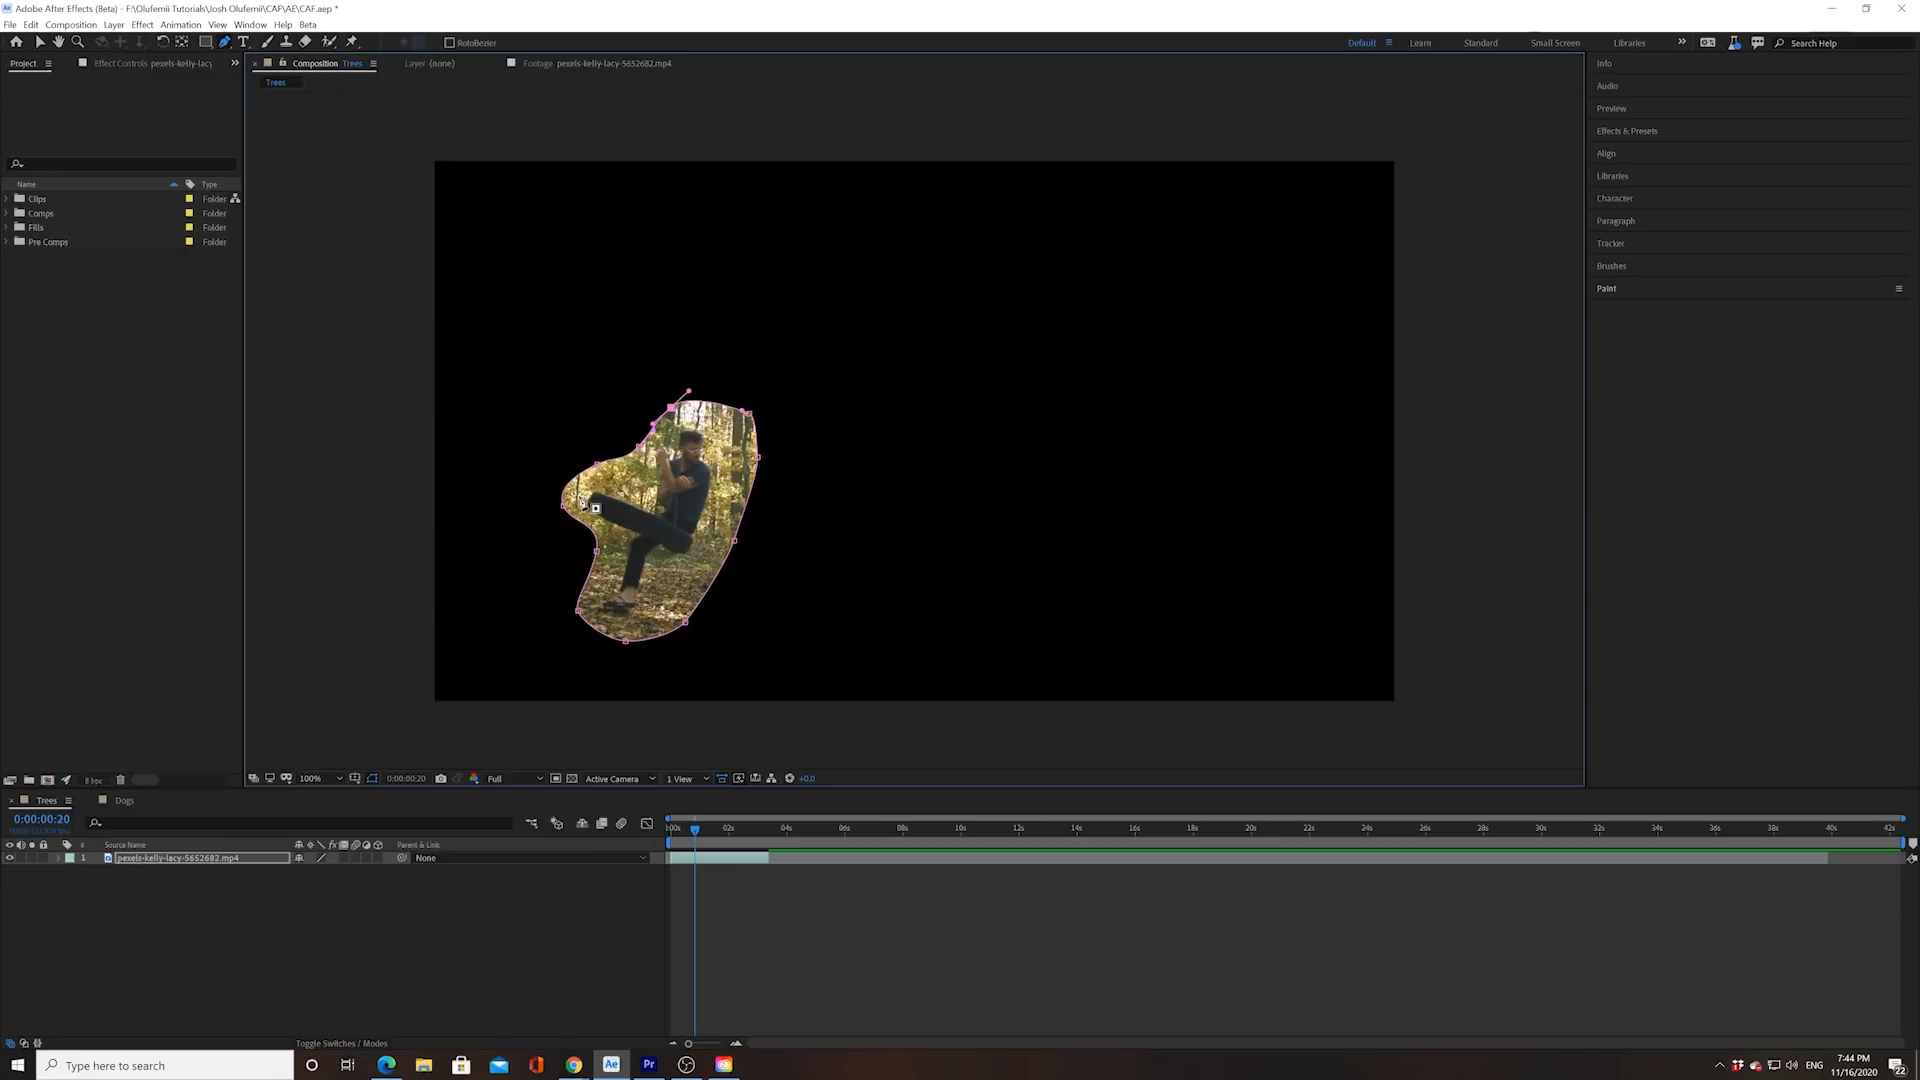 Adobe After Effects (Beta) - F:\Olufemii Tutorials\Josh Olufemii\CAF\AE\CAF.aep *
File Edit Composition Layer Effect Animation View Window Help Beta
RotoBezier
Default
Learn
Standard
Small Screen
Libraries
Search Help
Project
Effect Controls pexels-kelly-lacy
Composition Trees
Layer (none)
Footage pexels-kelly-lacy-5652682.mp4
Trees
Info
Audio
Preview
Effects & Presets
Align
Libraries
Character
Paragraph
Tracker
Brushes
Paint
Name
Type
Clips Folder
Comps Folder
Fills Folder
Pre Comps Folder
8 bpc
100%
0:00:00:20
Full
Active Camera
1 View
+0.0
Trees
Dogs
0:00:00:20
:00s 02s 04s 06s 08s 10s 12s 14s 16s 18s 20s 22s 24s 26s 28s 30s 32s 34s 36s 38s 40s 42s
# Source Name
Parent & Link
1 pexels-kelly-lacy-5652682.mp4
None
Toggle Switches / Modes
Type here to search
Ae
Pr
ENG
7:44 PM
11/16/2020
22